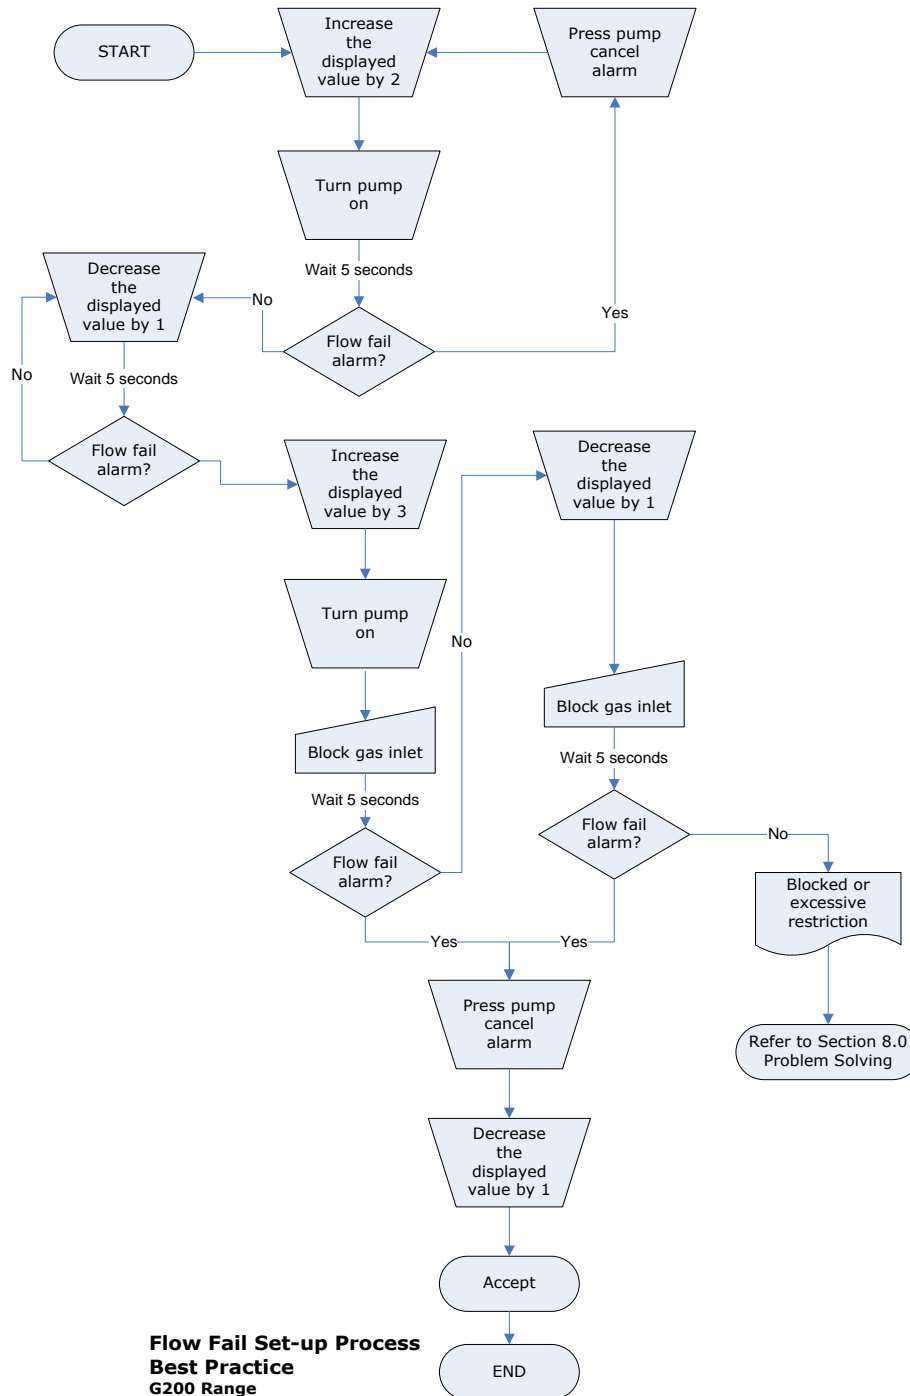 START
Increase
the
displayed
value by 2
Press pump
cancel
alarm
Turn pump
on
Wait 5 seconds
Decrease
the
displayed
value by 1
No
Flow fail
alarm?
Yes
No
Wait 5 seconds
Flow fail
alarm?
Increase
the
displayed
value by 3
Decrease
the
displayed
value by 1
Turn pump
on
No
Block gas inlet
Block gas inlet
Wait 5 seconds
Wait 5 seconds
Flow fail
alarm?
Flow fail
alarm?
No
Blocked or
excessive
restriction
Yes
Yes
Press pump
cancel
alarm
Refer to Section 8.0
Problem Solving
Decrease
the
displayed
value by 1
Accept
END
Flow Fail Set-up Process
Best Practice
G200 Range